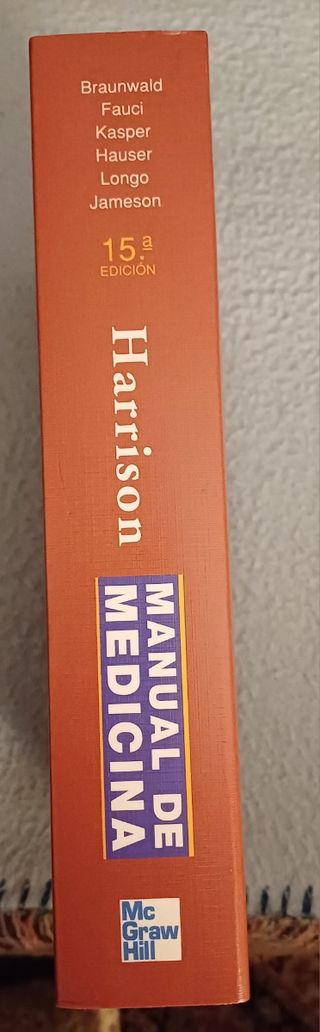 Braunwald
Fauci
Kasper
Hauser
Longo
Jameson
15.ª
EDICIÓN
Harrison
MANUAL DE
MEDICINA
Mc
Graw
Hill